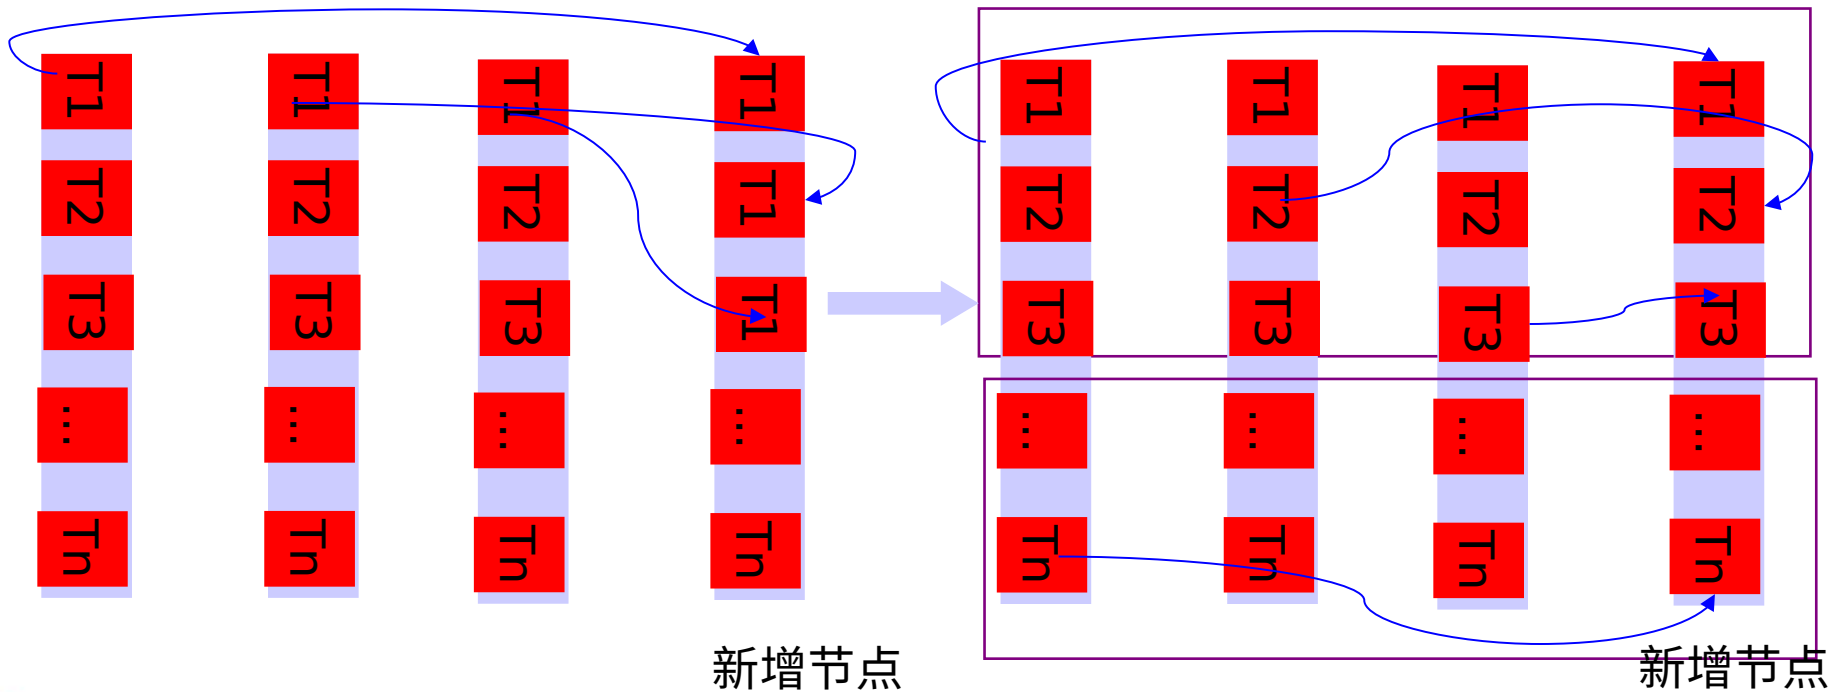 T1 T1 T1 T1
T2 T2 T2 T1
T3 T3 T3 T1
... ... ... ...
Tn Tn Tn Tn
新增节点
T1 T1 T1 T1
T2 T2 T2 T2
T3 T3 T3 T3
... ... ... ...
Tn Tn Tn Tn
新增节点